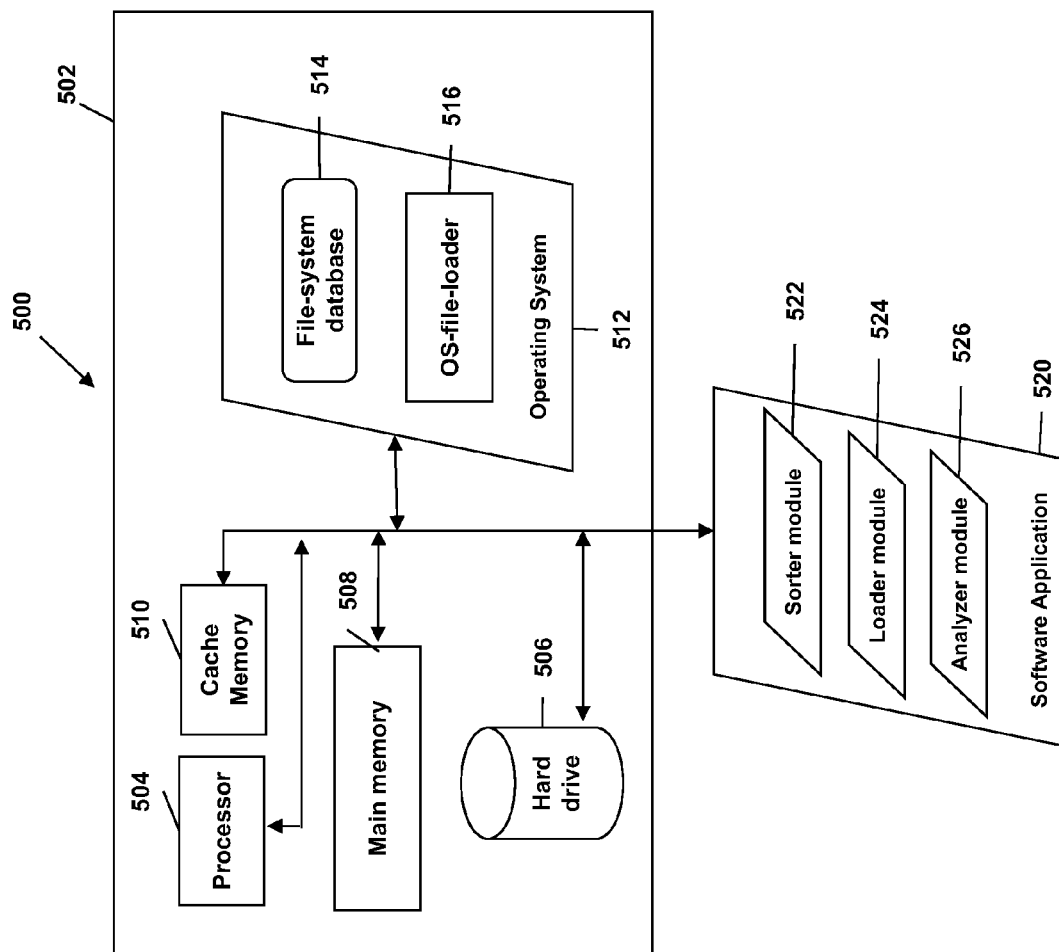 500
502
504
Processor
510
Cache
Memory
508
Main memory
506
Hard
drive
514
File-system
database
516
OS-file-loader
Operating System
512
522
Sorter module
524
Loader module
526
Analyzer module
520
Software Application